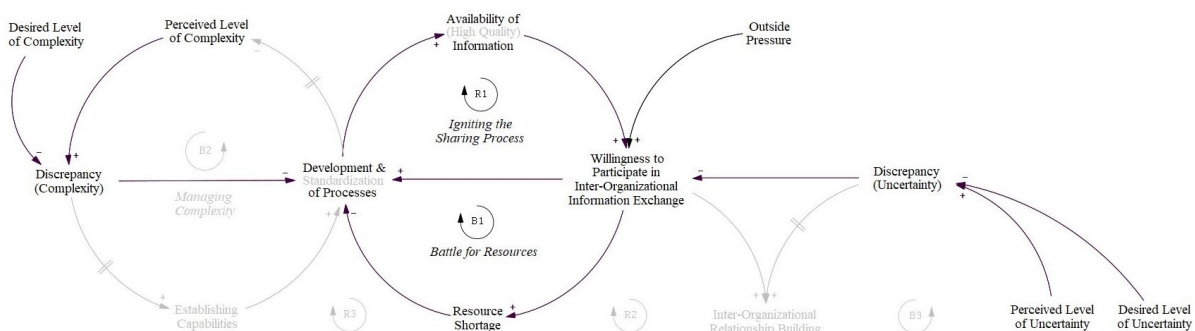 Desired Level
of Complexity
Perceived Level
of Complexity
Availability of
(High Quality)
Information
Outside
Pressure
+
+
-
-
+
B2
Managing
Complexity
R1
Igniting the
Sharing Process
+
+
Discrepancy
(Complexity)
-
Development &
Standardization
of Processes
+
-
+
Willingness to
Participate in
Inter-Organizational
Information Exchange
-
Discrepancy
(Uncertainty)
-
+
B1
Battle for Resources
+
Establishing
Capabilities
R3
Resource
Shortage
+
R2
+
+
Inter-Organizational
Relationship Building
B3
Perceived Level
of Uncertainty
Desired Level
of Uncertainty